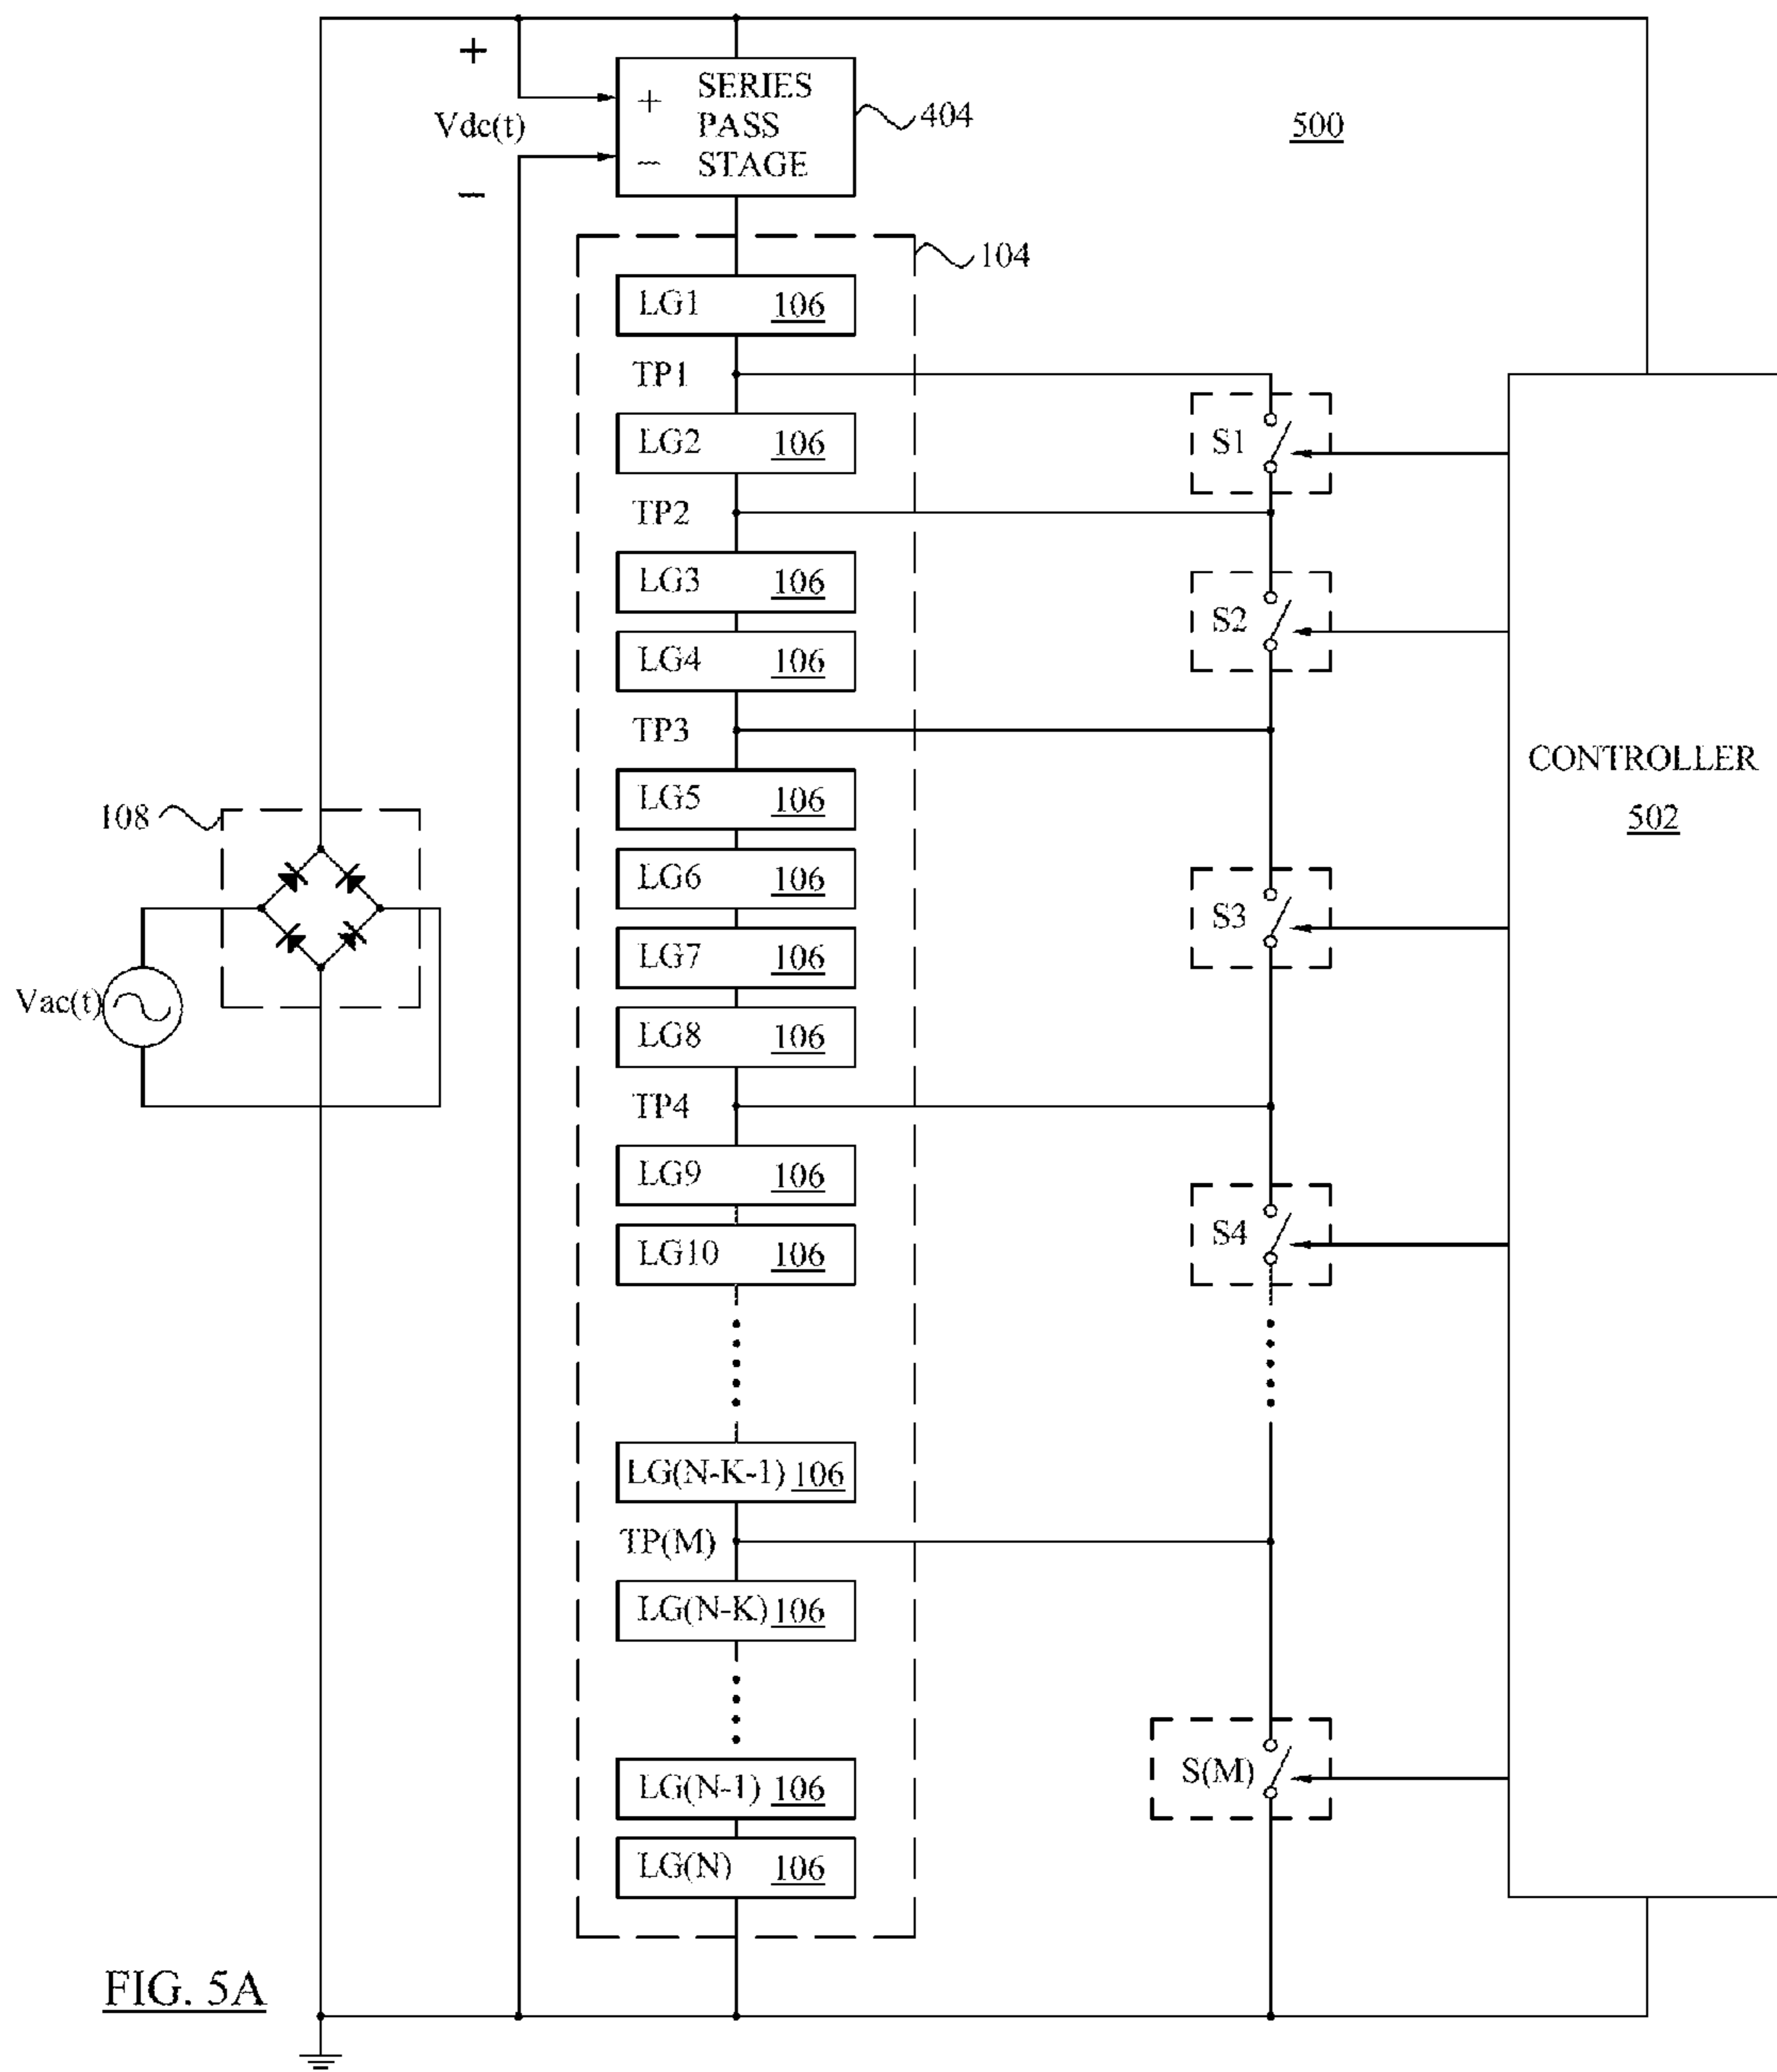 +
Vdc(t)
−
+ SERIES
PASS
− STAGE
404
500
104
LG1 106
TP1
LG2 106
S1
TP2
LG3 106
S2
LG4 106
TP3
CONTROLLER
502
LG5 106
108
LG6 106
S3
LG7 106
Vac(t)
LG8 106
TP4
LG9 106
S4
LG10 106
LG(N-K-1) 106
TP(M)
LG(N-K) 106
LG(N-1) 106
S(M)
LG(N) 106
FIG. 5A